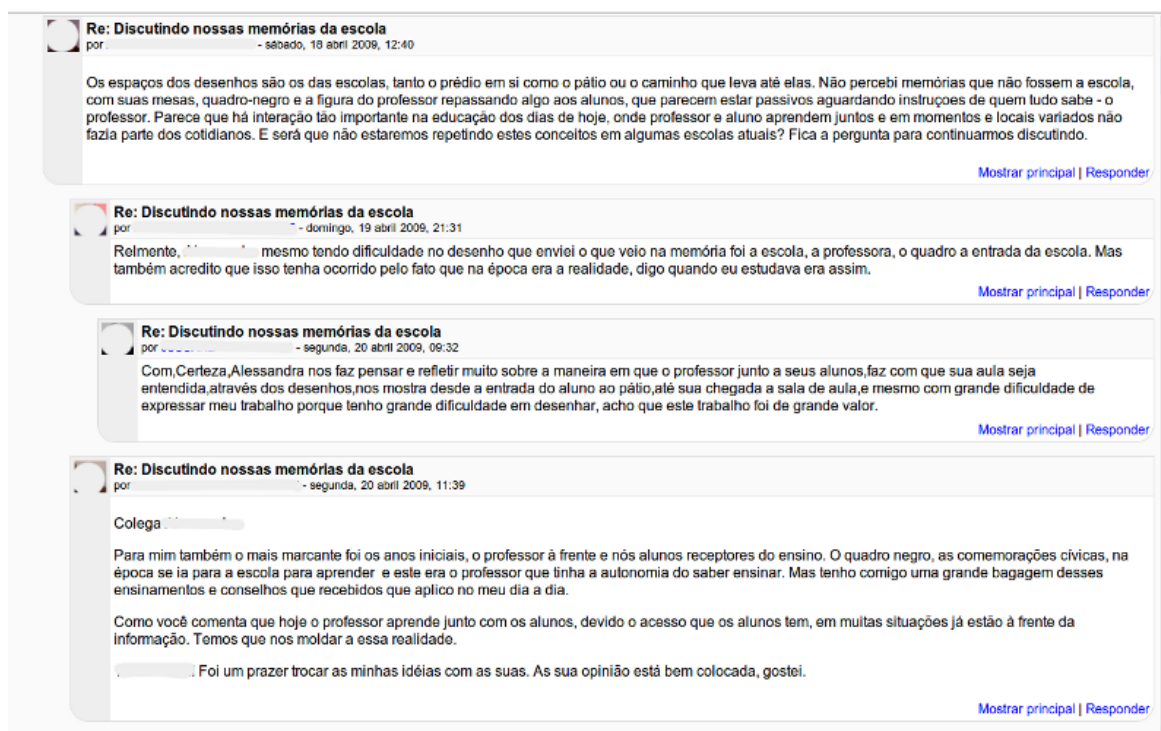 Re: Discutindo nossas memórias da escola
por - sábado, 18 abril 2009, 12:40
Os espaços dos desenhos são os das escolas, tanto o prédio em si como o pátio ou o caminho que leva até elas. Não percebi memórias que não fossem a escola,
com suas mesas, quadro-negro e a figura do professor repassando algo aos alunos, que parecem estar passivos aguardando instruçoes de quem tudo sabe - o
professor. Parece que há interação tão importante na educação dos dias de hoje, onde professor e aluno aprendem juntos e em momentos e locais variados não
fazia parte dos cotidianos. E será que não estaremos repetindo estes conceitos em algumas escolas atuais? Fica a pergunta para continuarmos discutindo.
Mostrar principal | Responder
Re: Discutindo nossas memórias da escola
por - domingo, 19 abril 2009, 21:31
Relmente, mesmo tendo dificuldade no desenho que enviei o que veio na memória foi a escola, a professora, o quadro a entrada da escola. Mas
também acredito que isso tenha ocorrido pelo fato que na época era a realidade, digo quando eu estudava era assim.
Mostrar principal | Responder
Re: Discutindo nossas memórias da escola
por - segunda, 20 abril 2009, 09:32
Com,Certeza,Alessandra nos faz pensar e refletir muito sobre a maneira em que o professor junto a seus alunos,faz com que sua aula seja
entendida,através dos desenhos,nos mostra desde a entrada do aluno ao pátio,até sua chegada a sala de aula,e mesmo com grande dificuldade de
expressar meu trabalho porque tenho grande dificuldade em desenhar, acho que este trabalho foi de grande valor.
Mostrar principal | Responder
Re: Discutindo nossas memórias da escola
por - segunda, 20 abril 2009, 11:39
Colega
Para mim também o mais marcante foi os anos iniciais, o professor à frente e nós alunos receptores do ensino. O quadro negro, as comemorações cívicas, na
época se ia para a escola para aprender e este era o professor que tinha a autonomia do saber ensinar. Mas tenho comigo uma grande bagagem desses
ensinamentos e conselhos que recebidos que aplico no meu dia a dia.
Como você comenta que hoje o professor aprende junto com os alunos, devido o acesso que os alunos tem, em muitas situações já estão à frente da
informação. Temos que nos moldar a essa realidade.
. Foi um prazer trocar as minhas idéias com as suas. As sua opinião está bem colocada, gostei.
Mostrar principal | Responder